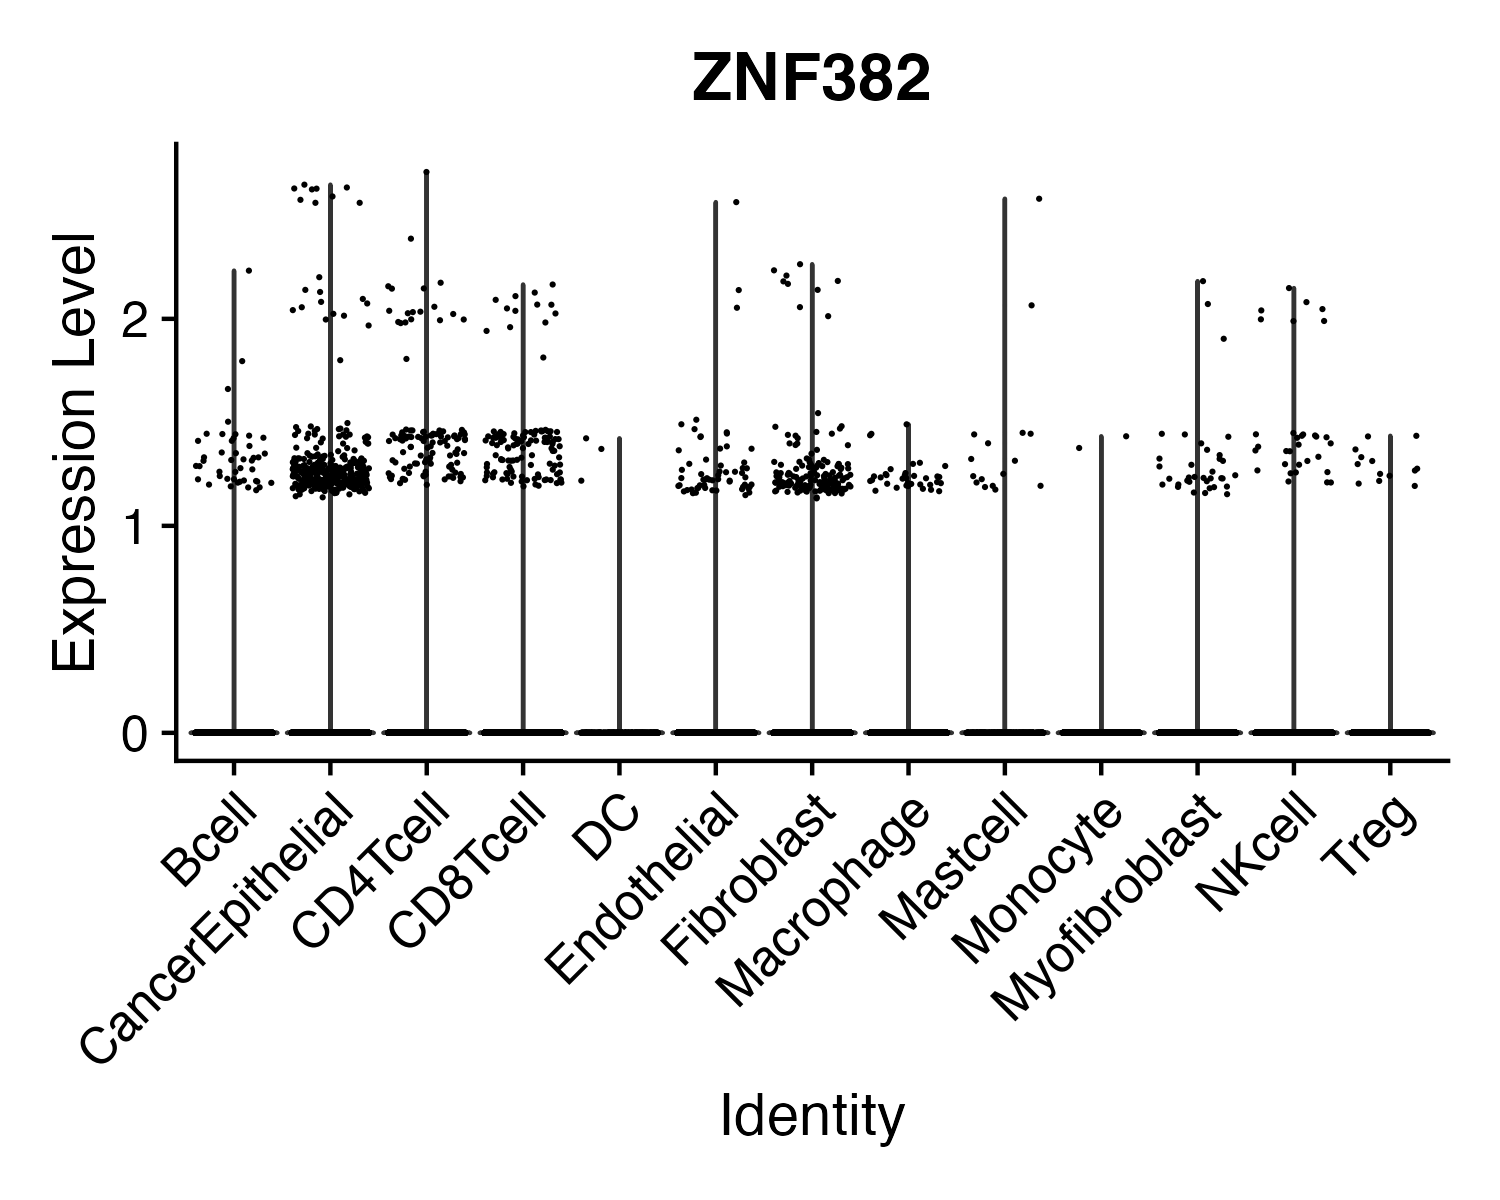 ZNF382
Expression Level
2
1
0
Bcell
CancerEpithelial
CD4Tcell
CD8Tcell
DC
Endothelial
Fibroblast
Macrophage
Mastcell
Monocyte
Myofibroblast
NKcell
Treg
Identity